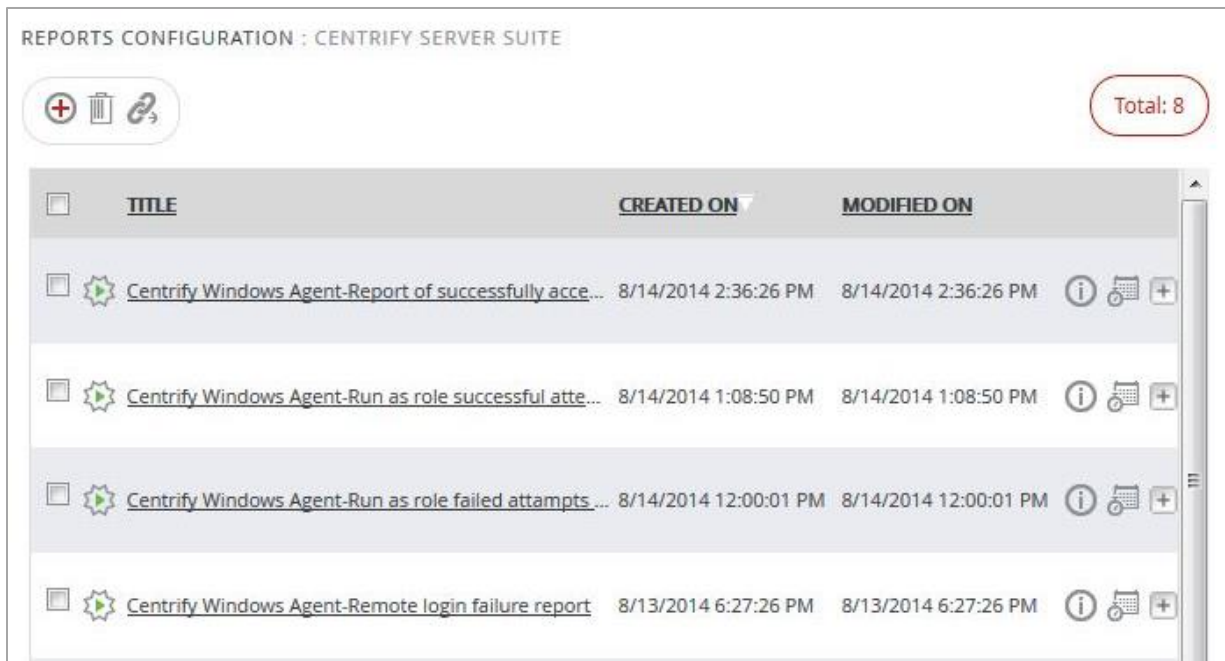 REPORTS CONFIGURATION : CENTRIFY SERVER SUITE
Total: 8
TITLE CREATED ON MODIFIED ON
Centrify Windows Agent-Report of successfully acce... 8/14/2014 2:36:26 PM 8/14/2014 2:36:26 PM
Centrify Windows Agent-Run as role successful atte... 8/14/2014 1:08:50 PM 8/14/2014 1:08:50 PM
Centrify Windows Agent-Run as role failed attampts ... 8/14/2014 12:00:01 PM 8/14/2014 12:00:01 PM
Centrify Windows Agent-Remote login failure report 8/13/2014 6:27:26 PM 8/13/2014 6:27:26 PM